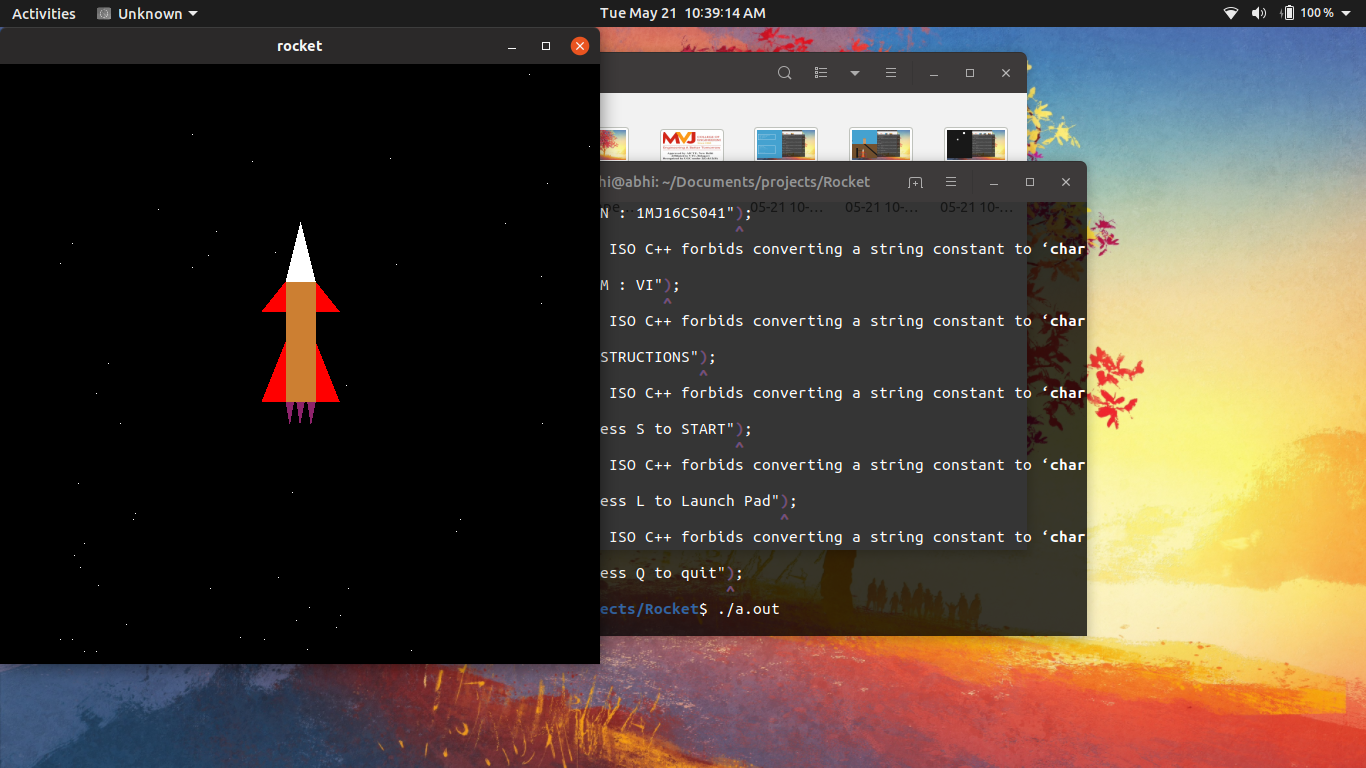 Activities
Unknown
Tue May 21 10:39:14 AM
100 %
rocket
MVJ
hi@abhi: ~/Documents/projects/Rocket
05-21 10-…
05-21 10-…
05-21 10-…
N : 1MJ16CS041");
^
ISO C++ forbids converting a string constant to ‘char
M : VI");
^
ISO C++ forbids converting a string constant to ‘char
STRUCTIONS");
^
ISO C++ forbids converting a string constant to ‘char
ess S to START");
^
ISO C++ forbids converting a string constant to ‘char
ess L to Launch Pad");
^
ISO C++ forbids converting a string constant to ‘char
ess Q to quit");
^
ects/Rocket$ ./a.out